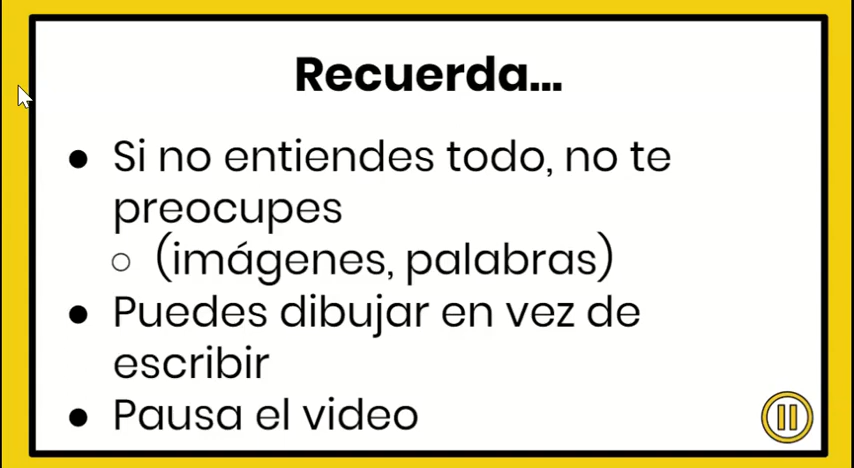 Recuerda...
● Si no entiendes todo, no te
preocupes
○ (imágenes, palabras)
● Puedes dibujar en vez de
escribir
● Pausa el video